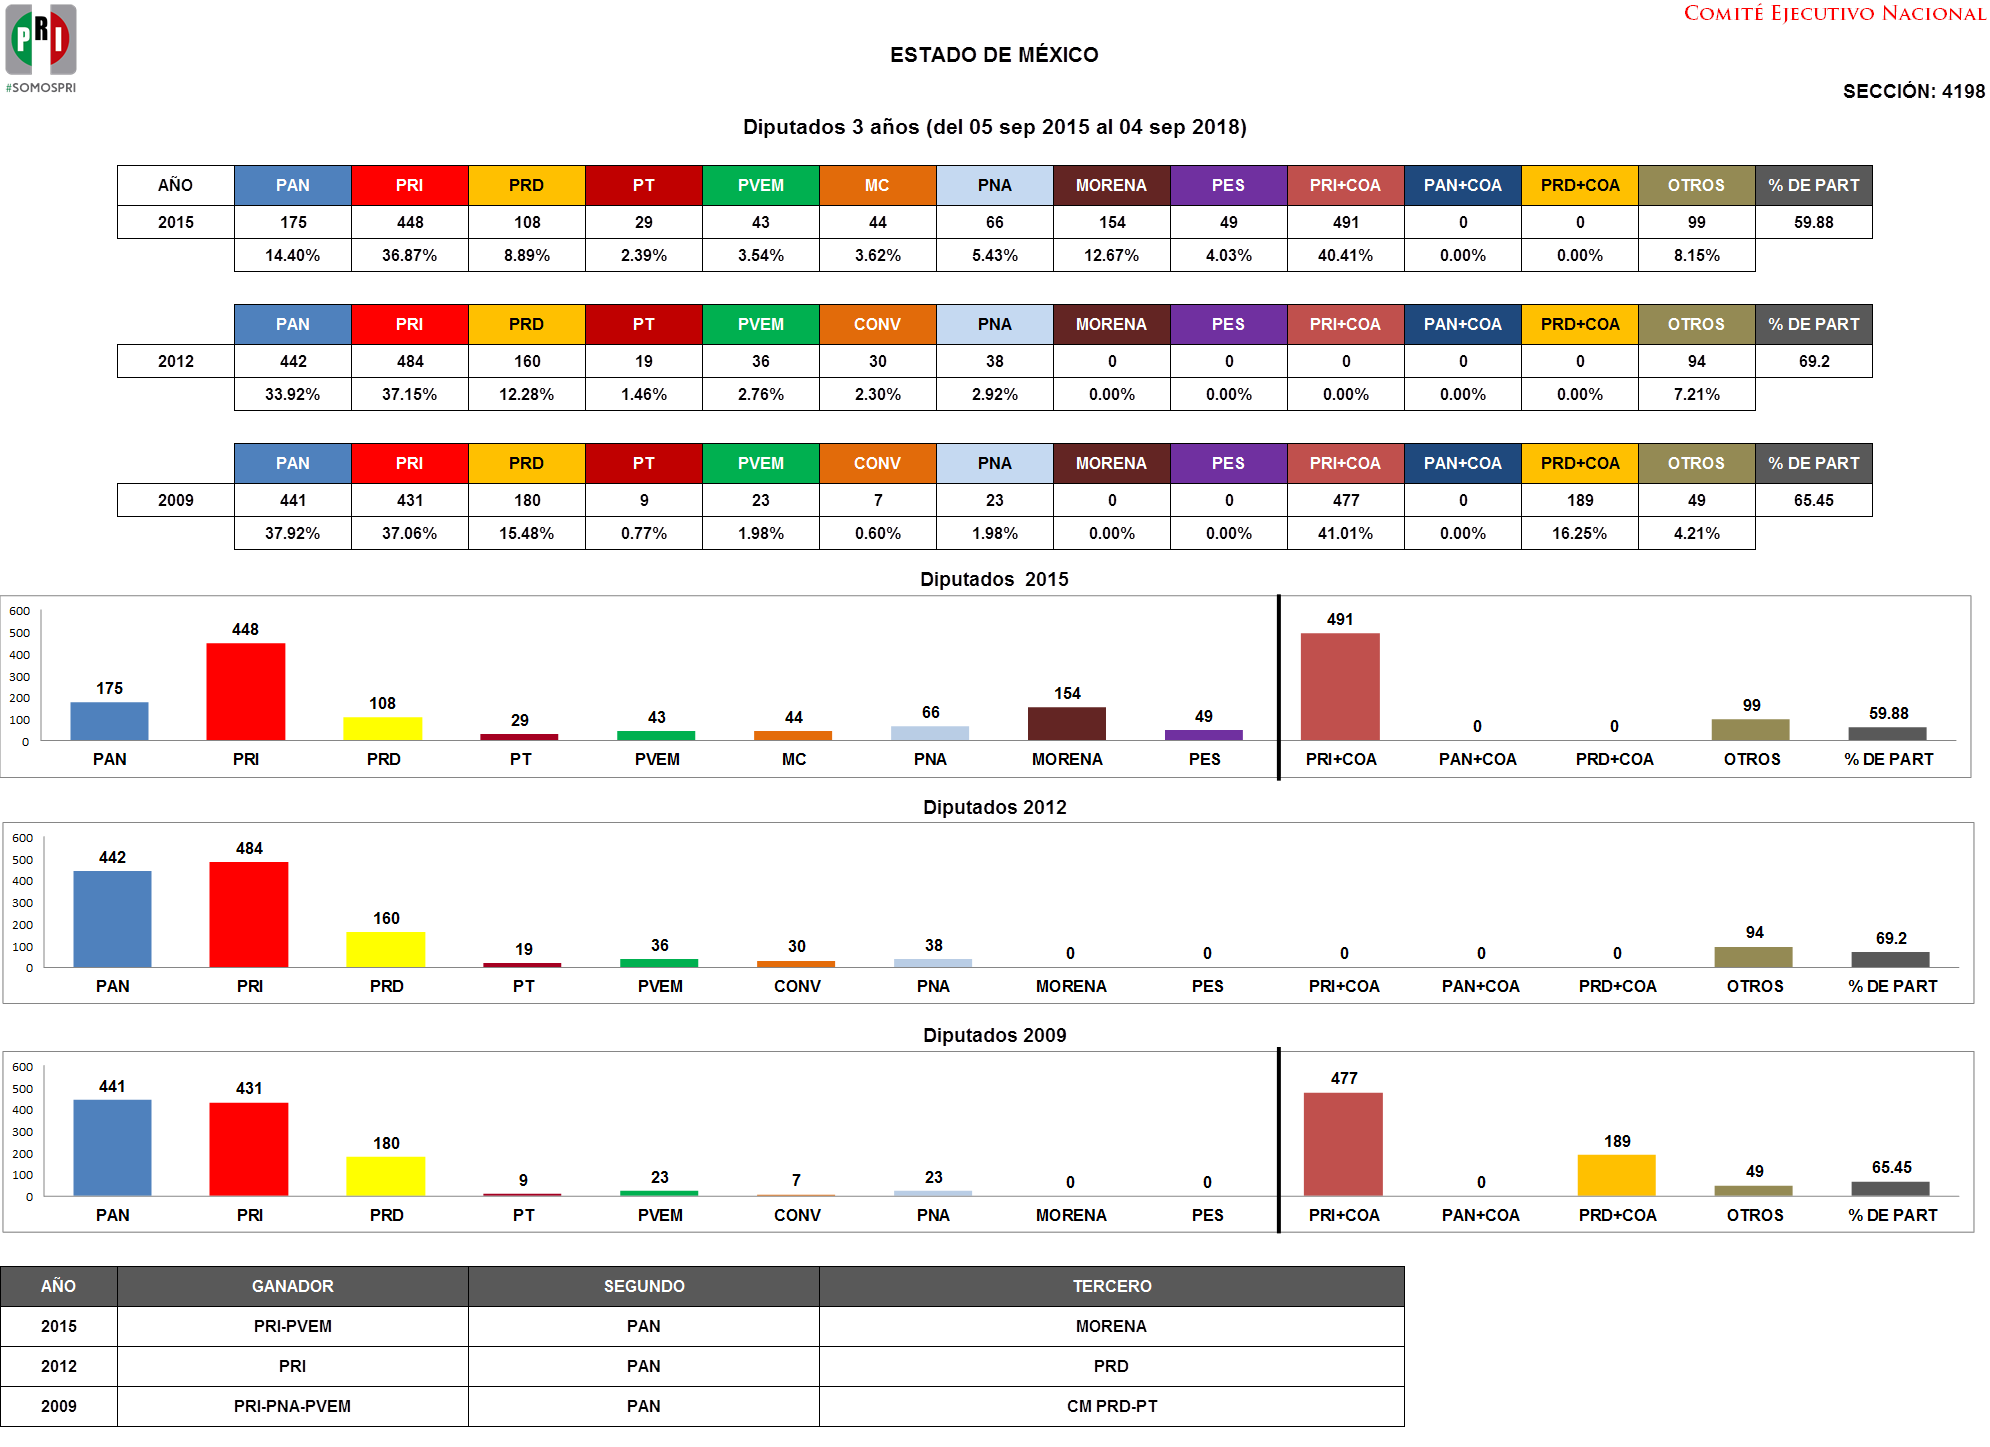 PRI
#SOMOSPRI
COMITÉ EJECUTIVO NACIONAL
ESTADO DE MÉXICO
SECCIÓN: 4198
Diputados 3 años (del 05 sep 2015 al 04 sep 2018)
AÑO PAN PRI PRD PT PVEM MC PNA MORENA PES PRI+COA PAN+COA PRD+COA OTROS % DE PART
2015 175 448 108 29 43 44 66 154 49 491 0 0 99 59.88
14.40% 36.87% 8.89% 2.39% 3.54% 3.62% 5.43% 12.67% 4.03% 40.41% 0.00% 0.00% 8.15%
PAN PRI PRD PT PVEM CONV PNA MORENA PES PRI+COA PAN+COA PRD+COA OTROS % DE PART
2012 442 484 160 19 36 30 38 0 0 0 0 0 94 69.2
33.92% 37.15% 12.28% 1.46% 2.76% 2.30% 2.92% 0.00% 0.00% 0.00% 0.00% 0.00% 7.21%
PAN PRI PRD PT PVEM CONV PNA MORENA PES PRI+COA PAN+COA PRD+COA OTROS % DE PART
2009 441 431 180 9 23 7 23 0 0 477 0 189 49 65.45
37.92% 37.06% 15.48% 0.77% 1.98% 0.60% 1.98% 0.00% 0.00% 41.01% 0.00% 16.25% 4.21%
Diputados 2015
600
500
400
300
200
100
0
175 448 108 29 43 44 66 154 49 491 0 0 99 59.88
PAN PRI PRD PT PVEM MC PNA MORENA PES PRI+COA PAN+COA PRD+COA OTROS % DE PART
Diputados 2012
600
500
400
300
200
100
0
442 484 160 19 36 30 38 0 0 0 0 0 94 69.2
PAN PRI PRD PT PVEM CONV PNA MORENA PES PRI+COA PAN+COA PRD+COA OTROS % DE PART
Diputados 2009
600
500
400
300
200
100
0
441 431 180 9 23 7 23 0 0 477 0 189 49 65.45
PAN PRI PRD PT PVEM CONV PNA MORENA PES PRI+COA PAN+COA PRD+COA OTROS % DE PART
AÑO GANADOR SEGUNDO TERCERO
2015 PRI-PVEM PAN MORENA
2012 PRI PAN PRD
2009 PRI-PNA-PVEM PAN CM PRD-PT